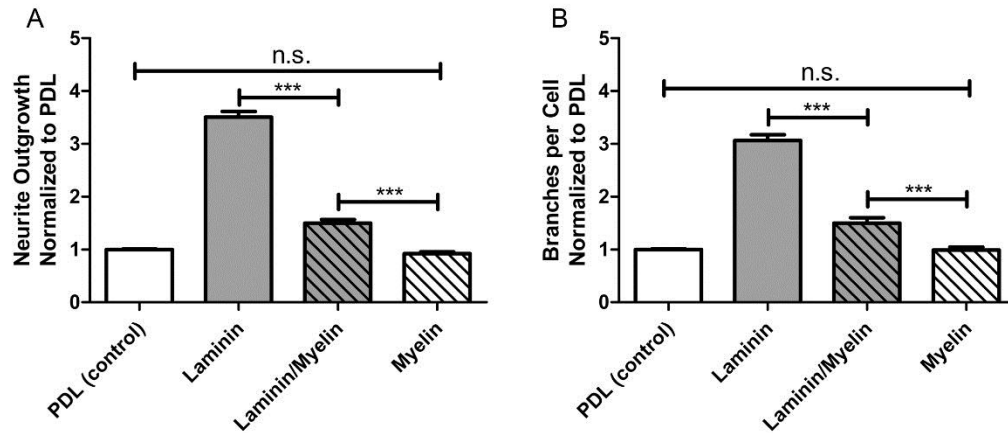 A
Neurite Outgrowth
Normalized to PDL
5
4
3
2
1
0
n.s.
***
***
PDL (control)
Laminin
Laminin/Myelin
Myelin
B
Branches per Cell
Normalized to PDL
5
4
3
2
1
0
n.s.
***
***
PDL (control)
Laminin
Laminin/Myelin
Myelin